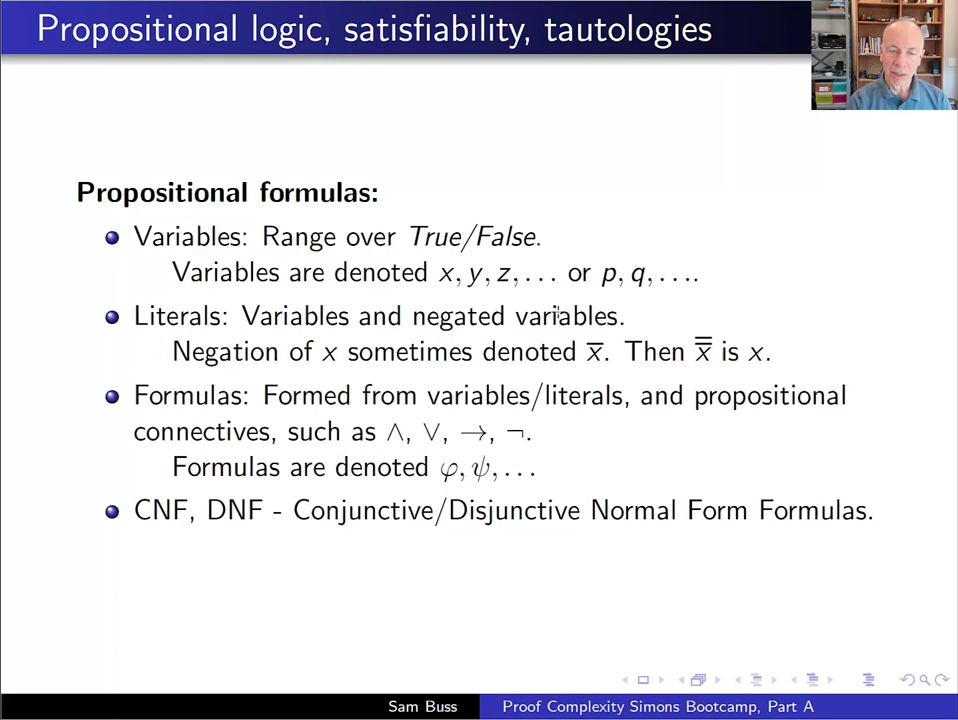 Propositional logic, satisfiability, tautologies
Propositional formulas:
Variables: Range over True/False.
Variables are denoted x, y, z, . . . or p, q, . . ..
Literals: Variables and negated variables.
Negation of x sometimes denoted x̅. Then x̿ is x.
Formulas: Formed from variables/literals, and propositional
connectives, such as ∧, ∨, →, ¬.
Formulas are denoted φ, ψ, . . .
CNF, DNF - Conjunctive/Disjunctive Normal Form Formulas.
Sam Buss Proof Complexity Simons Bootcamp, Part A